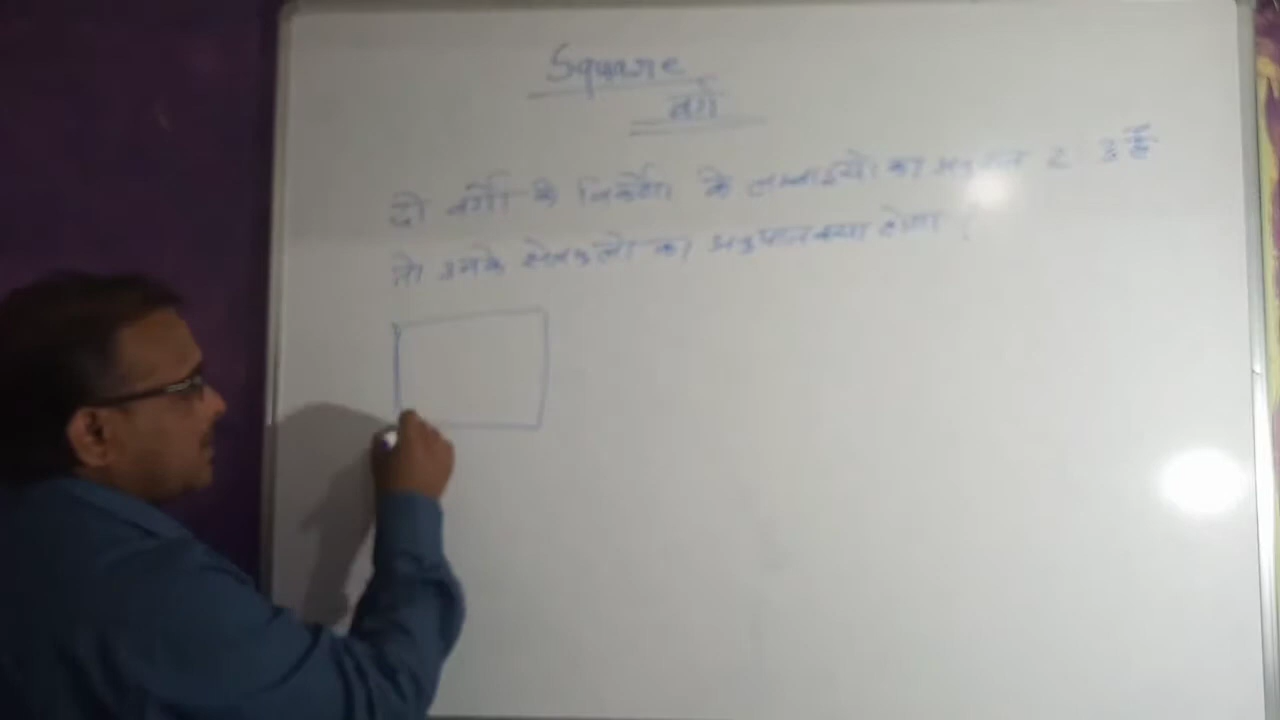 Square
वर्ग
दो वर्गो के विकर्णो के लम्बाईयो का अनुपात 2 : 3 है
तो उनके क्षेत्रफलो का अनुपात क्या होगा ?